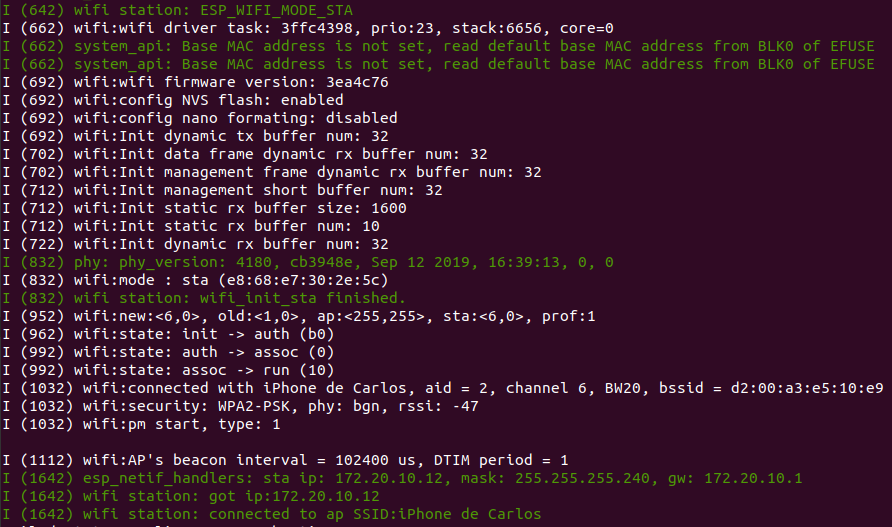 I (642) wifi station: ESP_WIFI_MODE_STA
I (662) wifi:wifi driver task: 3ffc4398, prio:23, stack:6656, core=0
I (662) system_api: Base MAC address is not set, read default base MAC address from BLK0 of EFUSE
I (662) system_api: Base MAC address is not set, read default base MAC address from BLK0 of EFUSE
I (692) wifi:wifi firmware version: 3ea4c76
I (692) wifi:config NVS flash: enabled
I (692) wifi:config nano formating: disabled
I (692) wifi:Init dynamic tx buffer num: 32
I (702) wifi:Init data frame dynamic rx buffer num: 32
I (702) wifi:Init management frame dynamic rx buffer num: 32
I (712) wifi:Init management short buffer num: 32
I (712) wifi:Init static rx buffer size: 1600
I (712) wifi:Init static rx buffer num: 10
I (722) wifi:Init dynamic rx buffer num: 32
I (832) phy: phy_version: 4180, cb3948e, Sep 12 2019, 16:39:13, 0, 0
I (832) wifi:mode : sta (e8:68:e7:30:2e:5c)
I (832) wifi station: wifi_init_sta finished.
I (952) wifi:new:<6,0>, old:<1,0>, ap:<255,255>, sta:<6,0>, prof:1
I (962) wifi:state: init -> auth (b0)
I (992) wifi:state: auth -> assoc (0)
I (992) wifi:state: assoc -> run (10)
I (1032) wifi:connected with iPhone de Carlos, aid = 2, channel 6, BW20, bssid = d2:00:a3:e5:10:e9
I (1032) wifi:security: WPA2-PSK, phy: bgn, rssi: -47
I (1032) wifi:pm start, type: 1
I (1112) wifi:AP's beacon interval = 102400 us, DTIM period = 1
I (1642) esp_netif_handlers: sta ip: 172.20.10.12, mask: 255.255.255.240, gw: 172.20.10.1
I (1642) wifi station: got ip:172.20.10.12
I (1642) wifi station: connected to ap SSID:iPhone de Carlos